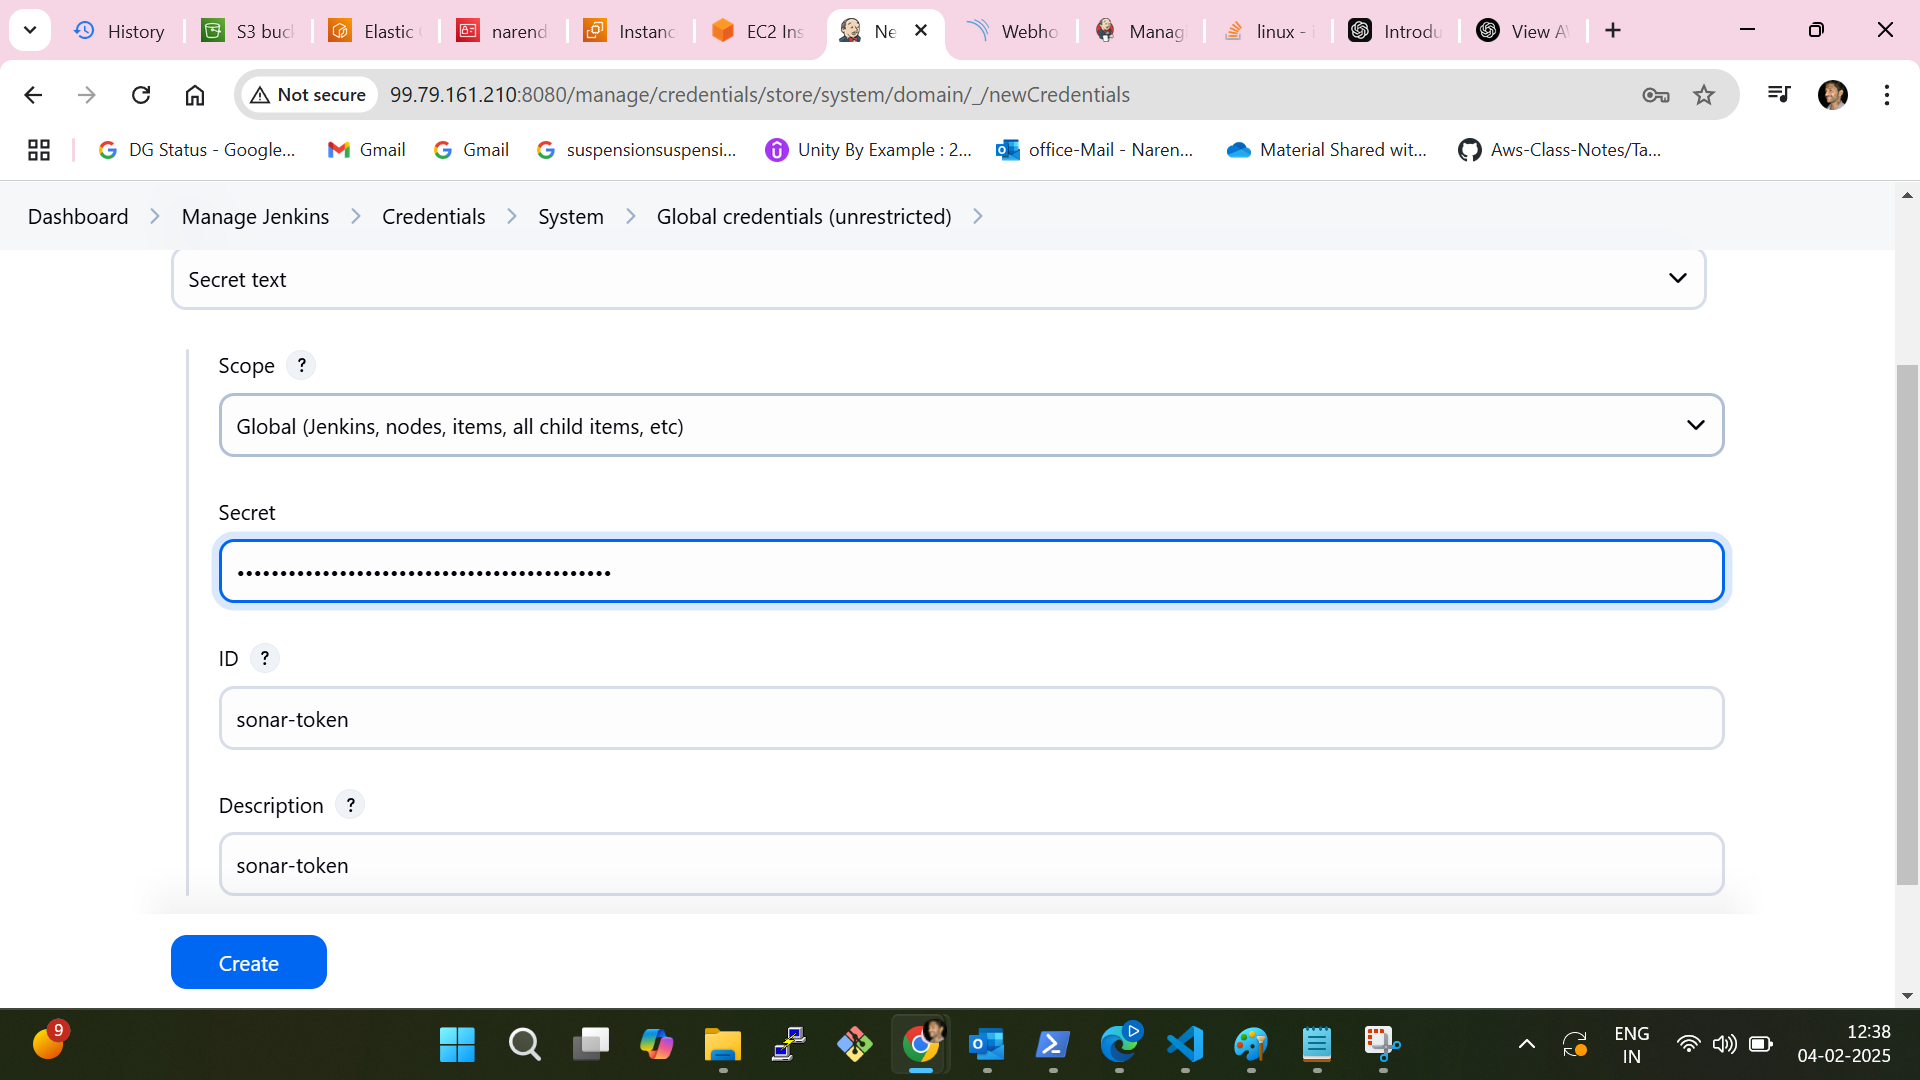 History
S3 buck
Elastic
narend
Instanc
EC2 Ins
Ne
Webho
Manag
linux -
Introdu
View A
Not secure
99.79.161.210:8080/manage/credentials/store/system/domain/_/newCredentials
DG Status - Google...
Gmail
Gmail
suspensionsuspensi...
Unity By Example : 2...
office-Mail - Naren...
Material Shared wit...
Aws-Class-Notes/Ta...
Dashboard
Manage Jenkins
Credentials
System
Global credentials (unrestricted)
Secret text
Scope ?
Global (Jenkins, nodes, items, all child items, etc)
Secret
••••••••••••••••••••••••••••••••••••••••••••
ID ?
sonar-token
Description ?
sonar-token
Create
9
ENG
IN
12:38
04-02-2025